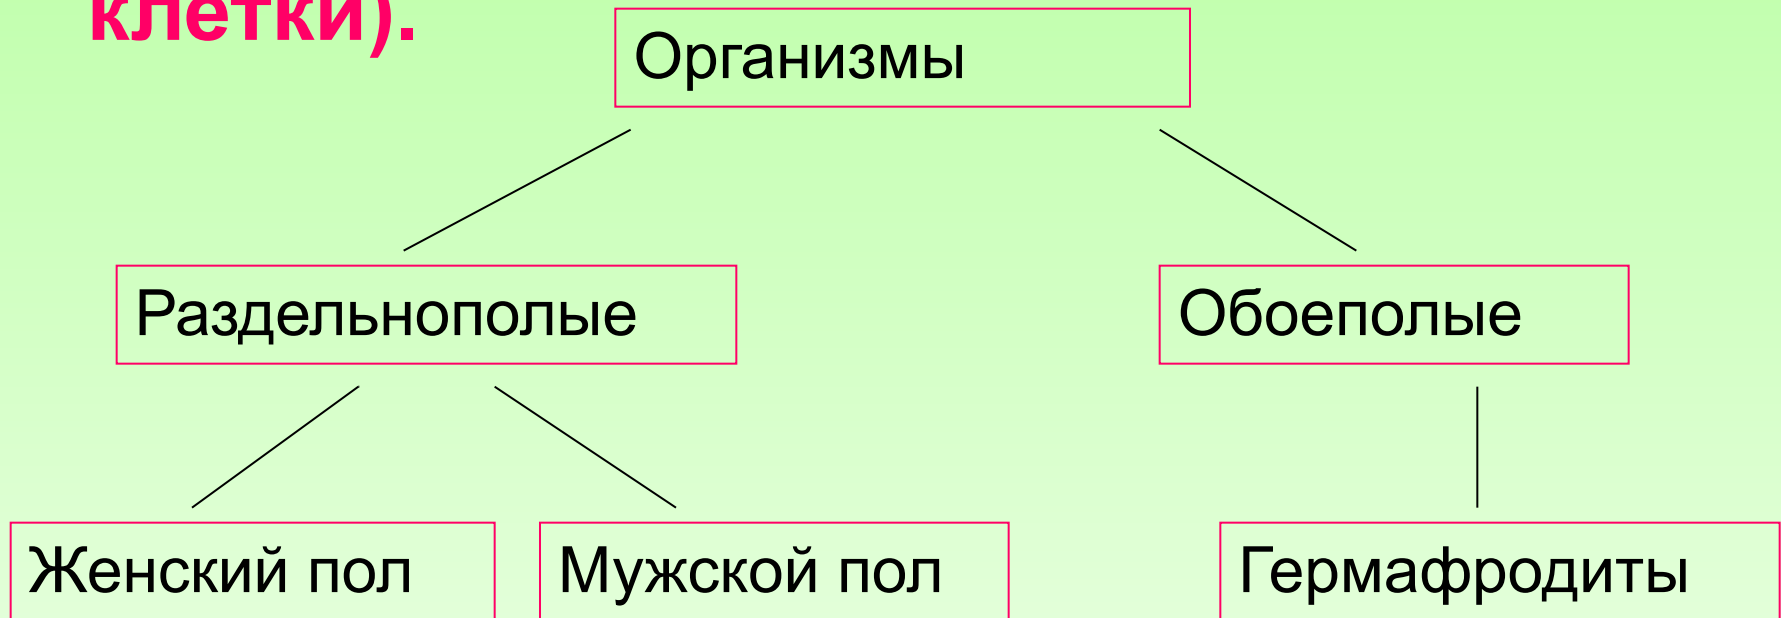 клетки).
Организмы
Раздельнополые
Обоеполые
Женский пол
Мужской пол
Гермафродиты